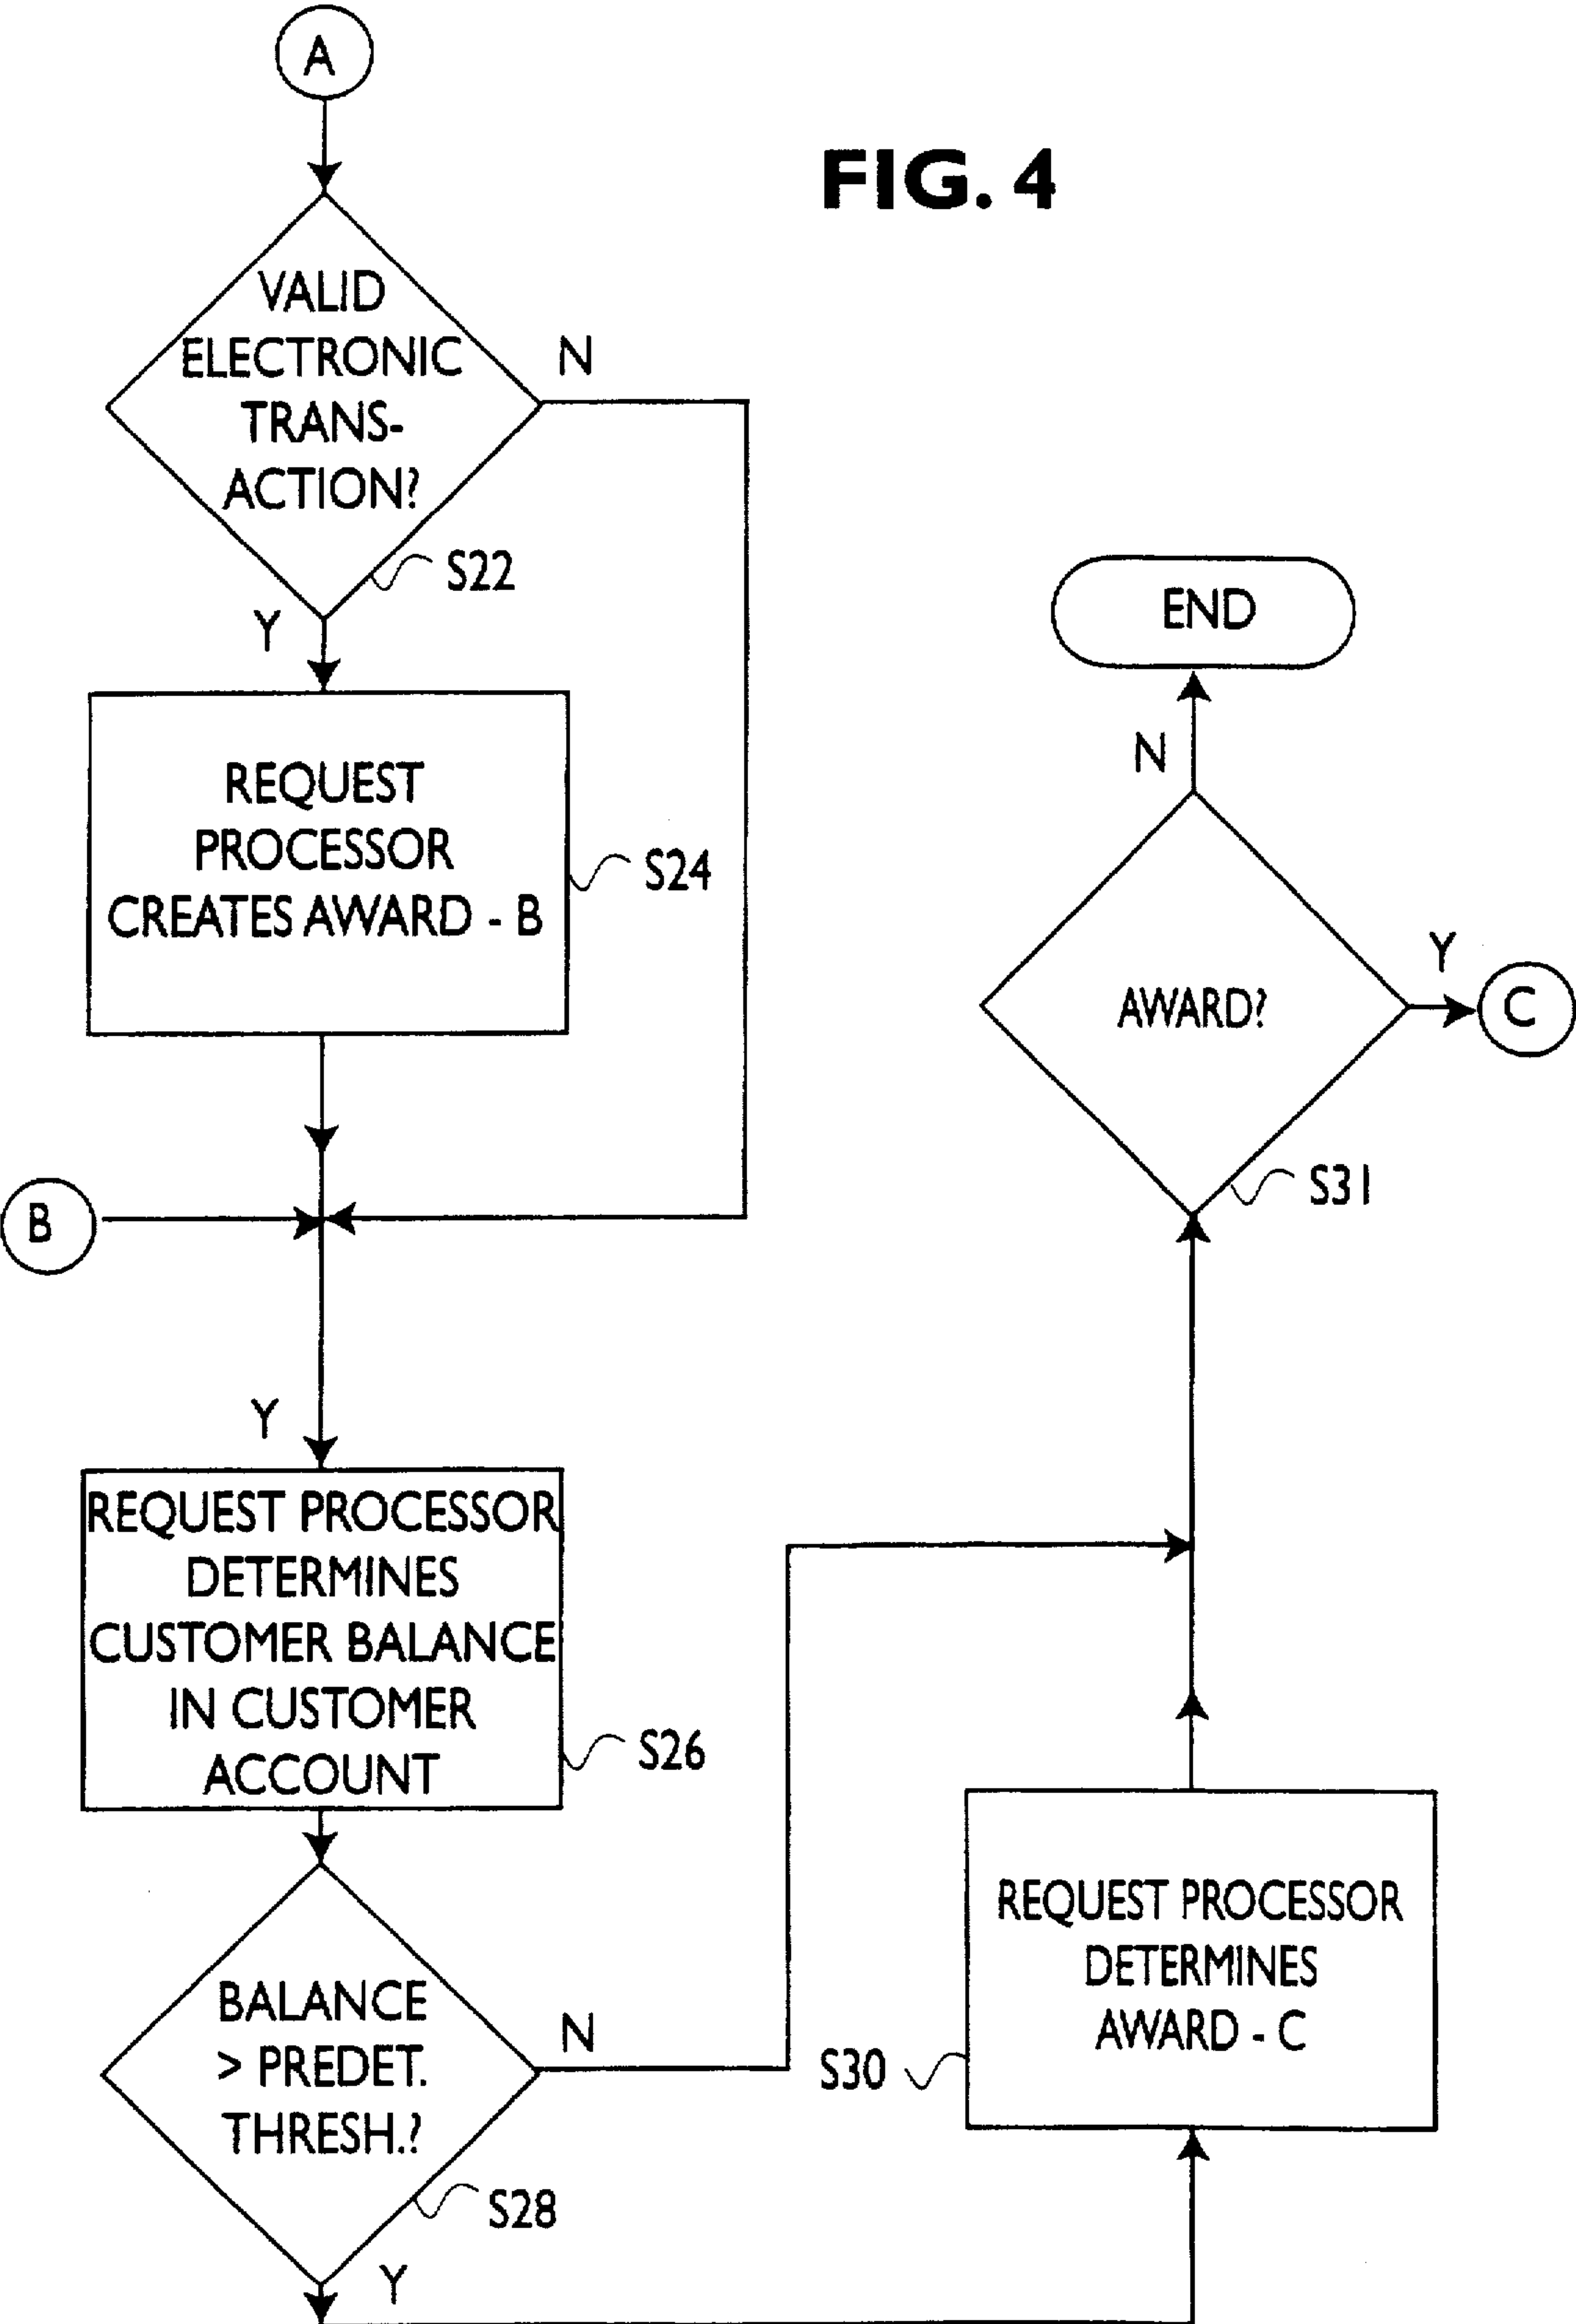 A
FIG. 4
VALID
ELECTRONIC
TRANS-
ACTION?
N
S22
Y
REQUEST
PROCESSOR
CREATES AWARD - B
S24
B
Y
REQUEST PROCESSOR
DETERMINES
CUSTOMER BALANCE
IN CUSTOMER
ACCOUNT
S26
BALANCE
> PREDET.
THRESH.?
N
S28
Y
REQUEST PROCESSOR
DETERMINES
AWARD - C
S30
AWARD?
S31
Y
C
N
END